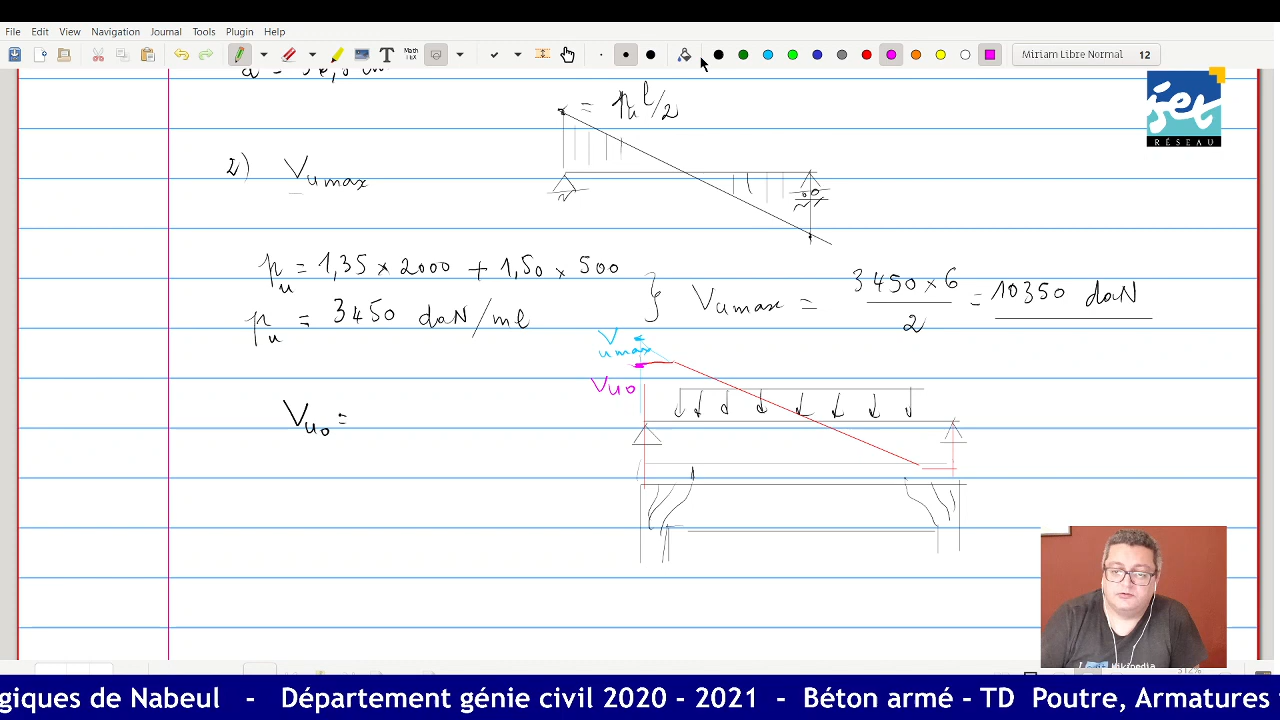 File Edit View Navigation Journal Tools Plugin Help
Miriam Libre Normal 12
iset
RÉSEAU
= pu l/2
2) Vumax
pu = 1,35 × 2000 + 1,50 × 500
pu = 3450 daN/ml
} Vumax = 3450 × 6 / 2 = 10350 daN
Vumax
Vu0
Vu0 =
giques de Nabeul - Département génie civil 2020 - 2021 - Béton armé - TD Poutre, Armatures